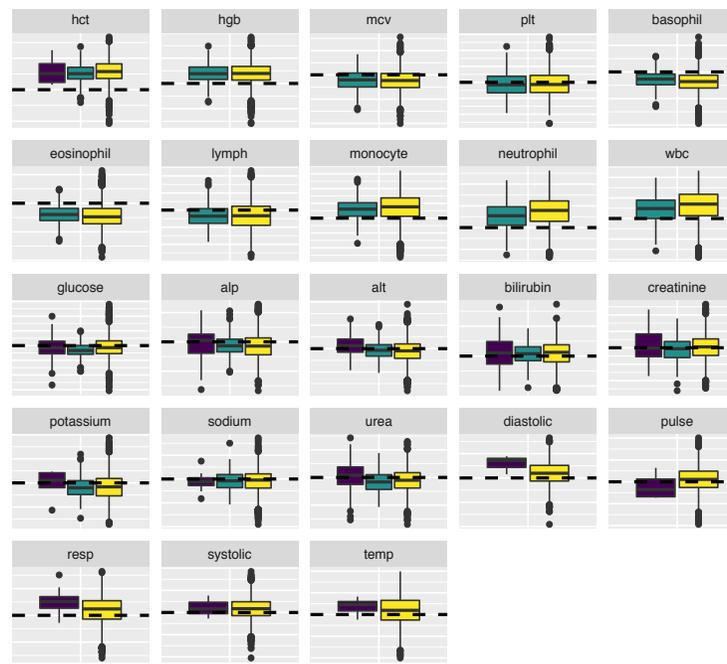 hct hgb mcv plt basophil
eosinophil lymph monocyte neutrophil wbc
glucose alp alt bilirubin creatinine
potassium sodium urea diastolic pulse
resp systolic temp